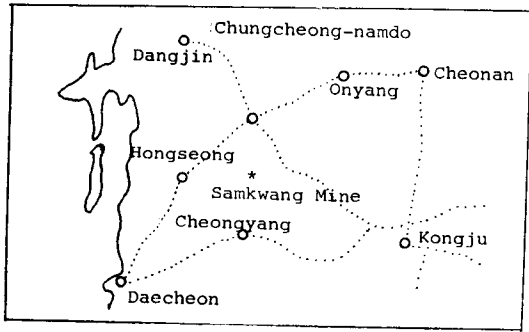 Chungcheong-namdo
Dangjin
Onyang
Cheonan
Hongseong
*
Samkwang Mine
Cheongyang
Kongju
Daecheon